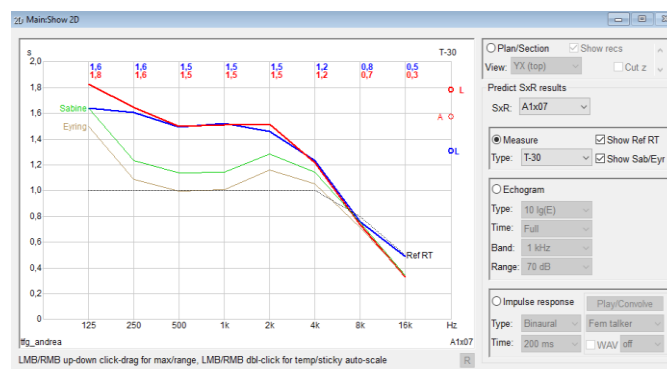 2D Main:Show 2D
s
T-30
1,6 1,6 1,5 1,5 1,5 1,2 0,8 0,5
1,8 1,6 1,5 1,5 1,5 1,2 0,7 0,3
2,0
1,8
1,6
1,4
1,2
1,0
0,8
0,6
0,4
0,2
0
Sabine
Eyring
L
A
L
Ref RT
125 250 500 1k 2k 4k 8k 16k Hz
tfg_andrea
A1x07
LMB/RMB up-down click-drag for max/range, LMB/RMB dbl-click for temp/sticky auto-scale
R
Plan/Section Show recs
View: YX (top) Cut z
Predict SxR results
SxR: A1x07
Measure Show Ref RT
Type: T-30 Show Sab/Eyr
Echogram
Type: 10 lg(E)
Time: Full
Band: 1 kHz
Range: 70 dB
Impulse response Play/Convolve
Type: Binaural Fem talker
Time: 200 ms WAV off